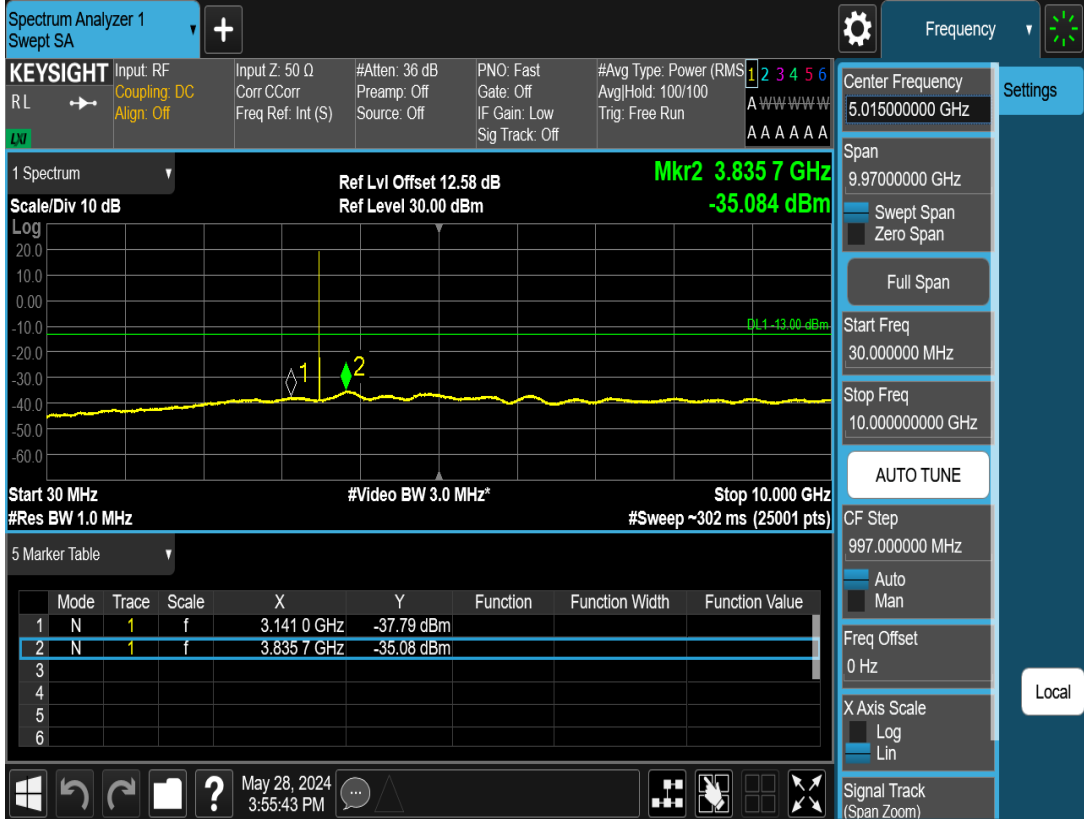 Spectrum Analyzer 1
Swept SA
+
Frequency
KEYSIGHT
RL
LXI
Input: RF
Coupling: DC
Align: Off
Input Z: 50 Ω
Corr CCorr
Freq Ref: Int (S)
#Atten: 36 dB
Preamp: Off
Source: Off
PNO: Fast
Gate: Off
IF Gain: Low
Sig Track: Off
#Avg Type: Power (RMS
Avg|Hold: 100/100
Trig: Free Run
1 2 3 4 5 6
A W W W W W
A A A A A A
1 Spectrum
Scale/Div 10 dB
Ref Lvl Offset 12.58 dB
Ref Level 30.00 dBm
Mkr2 3.835 7 GHz
-35.084 dBm
Log
20.0
10.0
0.00
-10.0
-20.0
-30.0
-40.0
-50.0
-60.0
DL1 -13.00 dBm
1
2
Start 30 MHz
#Video BW 3.0 MHz*
Stop 10.000 GHz
#Res BW 1.0 MHz
#Sweep ~302 ms (25001 pts)
5 Marker Table
Mode Trace Scale X Y Function Function Width Function Value
1 N 1 f 3.141 0 GHz -37.79 dBm
2 N 1 f 3.835 7 GHz -35.08 dBm
3
4
5
6
?
May 28, 2024
3:55:43 PM
Center Frequency
5.015000000 GHz
Settings
Span
9.97000000 GHz
Swept Span
Zero Span
Full Span
Start Freq
30.000000 MHz
Stop Freq
10.000000000 GHz
AUTO TUNE
CF Step
997.000000 MHz
Auto
Man
Freq Offset
0 Hz
Local
X Axis Scale
Log
Lin
Signal Track
(Span Zoom)